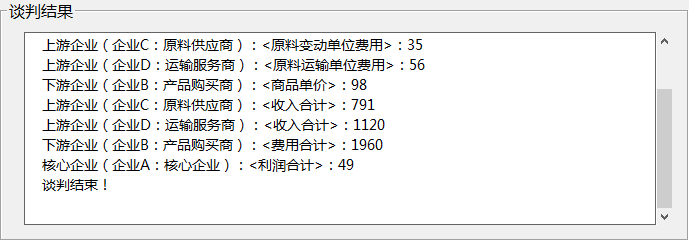 谈判结果
上游企业（企业C：原料供应商）：<原料变动单位费用>：35
上游企业（企业D：运输服务商）：<原料运输单位费用>：56
下游企业（企业B：产品购买商）：<商品单价>：98
上游企业（企业C：原料供应商）：<收入合计>：791
上游企业（企业D：运输服务商）：<收入合计>：1120
下游企业（企业B：产品购买商）：<费用合计>：1960
核心企业（企业A：核心企业）：<利润合计>：49
谈判结束！